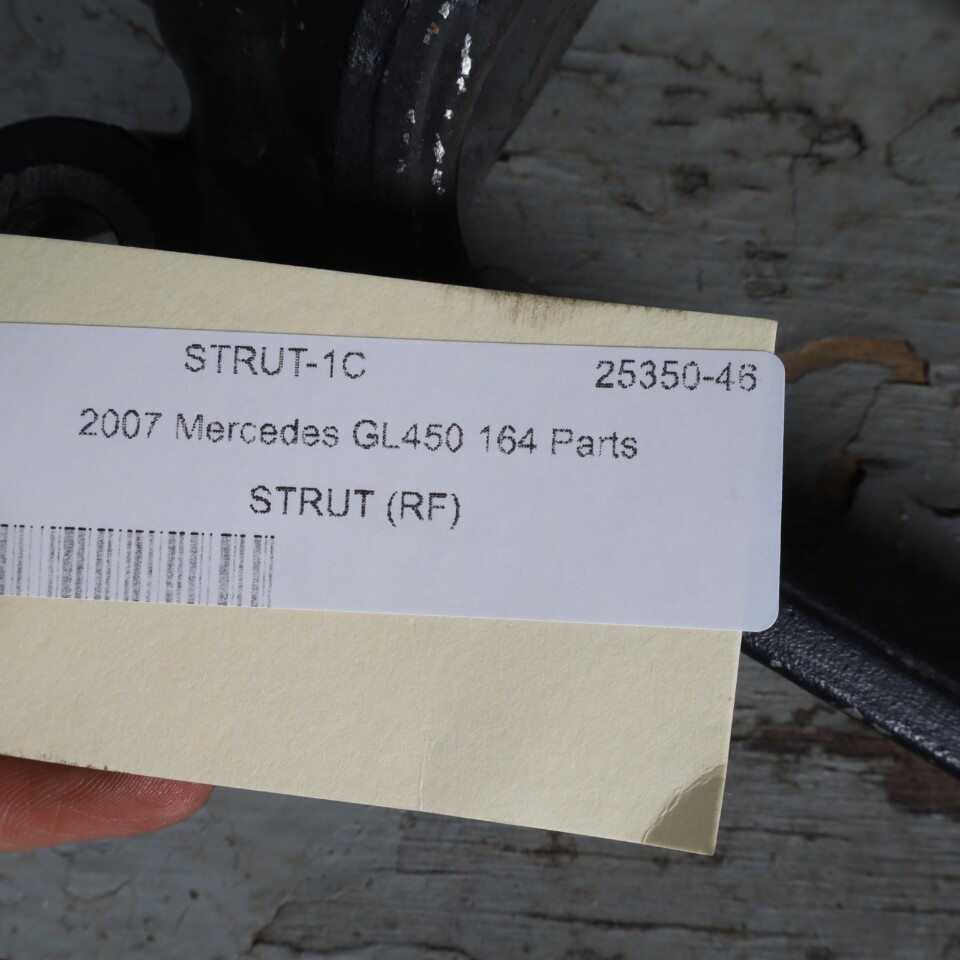 STRUT-1C 25350-46
2007 Mercedes GL450 164 Parts
STRUT (RF)